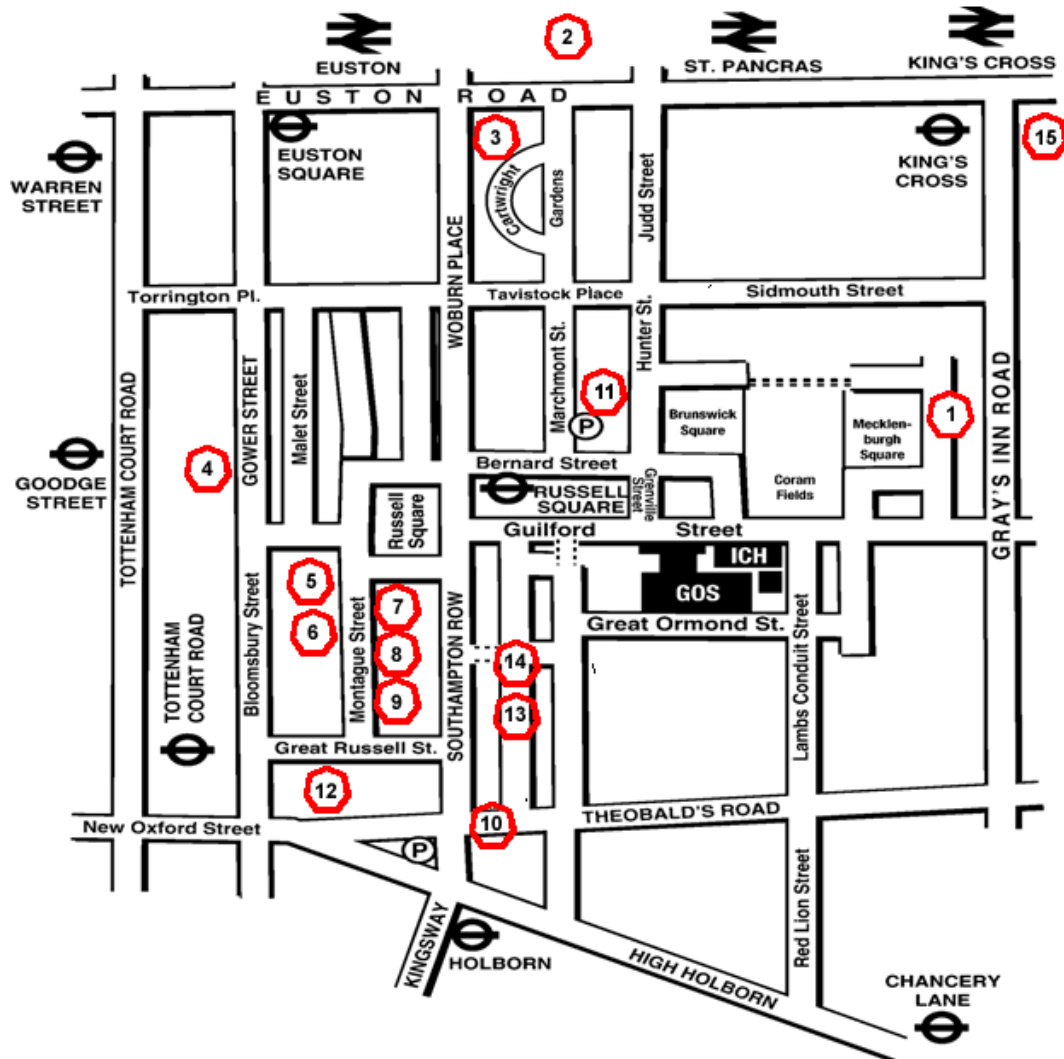 2
EUSTON
ST. PANCRAS
KING'S CROSS
EUSTON ROAD
3
15
EUSTON
SQUARE
KING'S
CROSS
WARREN
STREET
Cartwright
Gardens
Judd Street
WOBURN PLACE
Torrington Pl.
Tavistock Place
Sidmouth Street
TOTTENHAM COURT ROAD
GOWER STREET
Malet Street
Marchmont St.
Hunter St.
GRAY'S INN ROAD
11
P
Brunswick
Square
Mecklen-
burgh
Square
1
4
GOODGE
STREET
Bernard Street
Coram
Fields
RUSSELL
SQUARE
Grenville
Street
Russell
Square
Guilford Street
ICH
GOS
5
6
7
8
9
Great Ormond St.
Bloomsbury Street
Montague Street
SOUTHAMPTON ROW
14
13
Lambs Conduit Street
TOTTENHAM
COURT ROAD
Great Russell St.
12
10
THEOBALD'S ROAD
New Oxford Street
P
KINGSWAY
HOLBORN
HIGH HOLBORN
Red Lion Street
CHANCERY
LANE